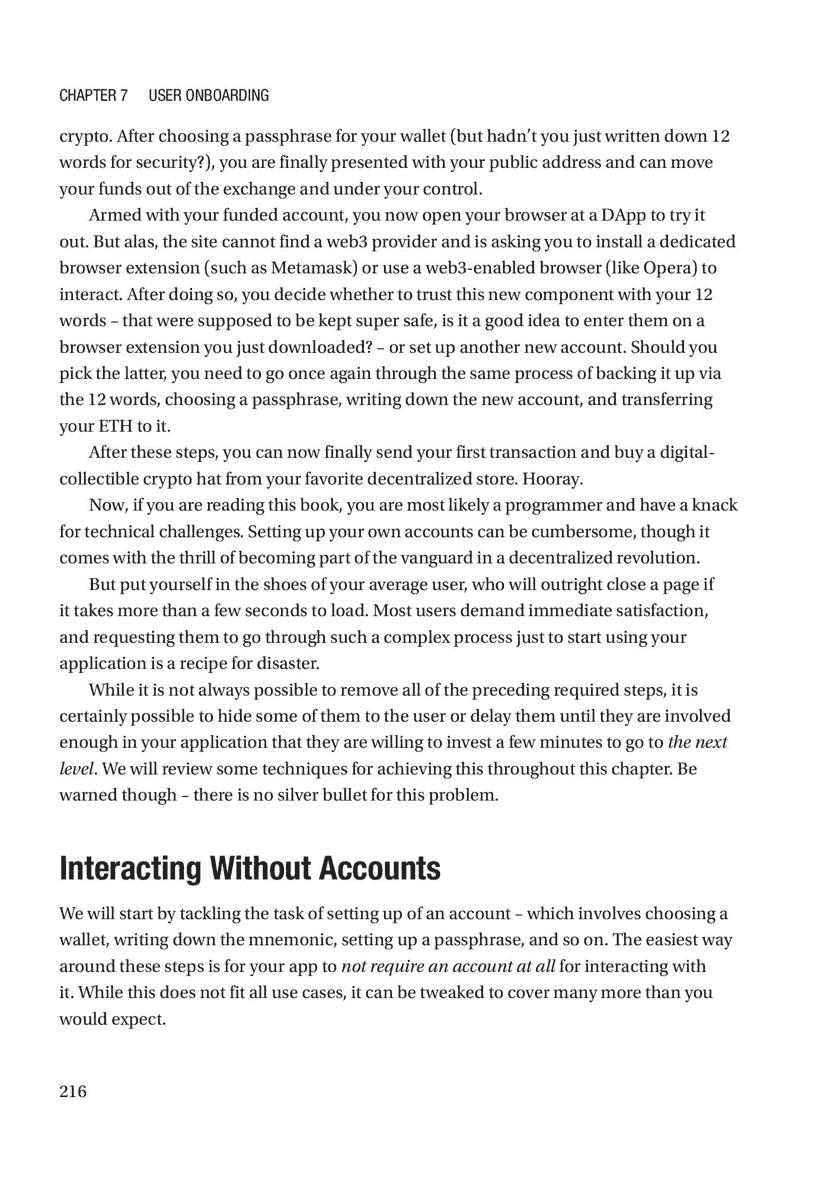 CHAPTER 7 USER ONBOARDING
crypto. After choosing a passphrase for your wallet (but hadn’t you just written down 12
words for security?), you are finally presented with your public address and can move
your funds out of the exchange and under your control.
Armed with your funded account, you now open your browser at a DApp to try it
out. But alas, the site cannot find a web3 provider and is asking you to install a dedicated
browser extension (such as Metamask) or use a web3-enabled browser (like Opera) to
interact. After doing so, you decide whether to trust this new component with your 12
words – that were supposed to be kept super safe, is it a good idea to enter them on a
browser extension you just downloaded? – or set up another new account. Should you
pick the latter, you need to go once again through the same process of backing it up via
the 12 words, choosing a passphrase, writing down the new account, and transferring
your ETH to it.
After these steps, you can now finally send your first transaction and buy a digital-
collectible crypto hat from your favorite decentralized store. Hooray.
Now, if you are reading this book, you are most likely a programmer and have a knack
for technical challenges. Setting up your own accounts can be cumbersome, though it
comes with the thrill of becoming part of the vanguard in a decentralized revolution.
But put yourself in the shoes of your average user, who will outright close a page if
it takes more than a few seconds to load. Most users demand immediate satisfaction,
and requesting them to go through such a complex process just to start using your
application is a recipe for disaster.
While it is not always possible to remove all of the preceding required steps, it is
certainly possible to hide some of them to the user or delay them until they are involved
enough in your application that they are willing to invest a few minutes to go to the next
level. We will review some techniques for achieving this throughout this chapter. Be
warned though – there is no silver bullet for this problem.
Interacting Without Accounts
We will start by tackling the task of setting up of an account – which involves choosing a
wallet, writing down the mnemonic, setting up a passphrase, and so on. The easiest way
around these steps is for your app to not require an account at all for interacting with
it. While this does not fit all use cases, it can be tweaked to cover many more than you
would expect.
216